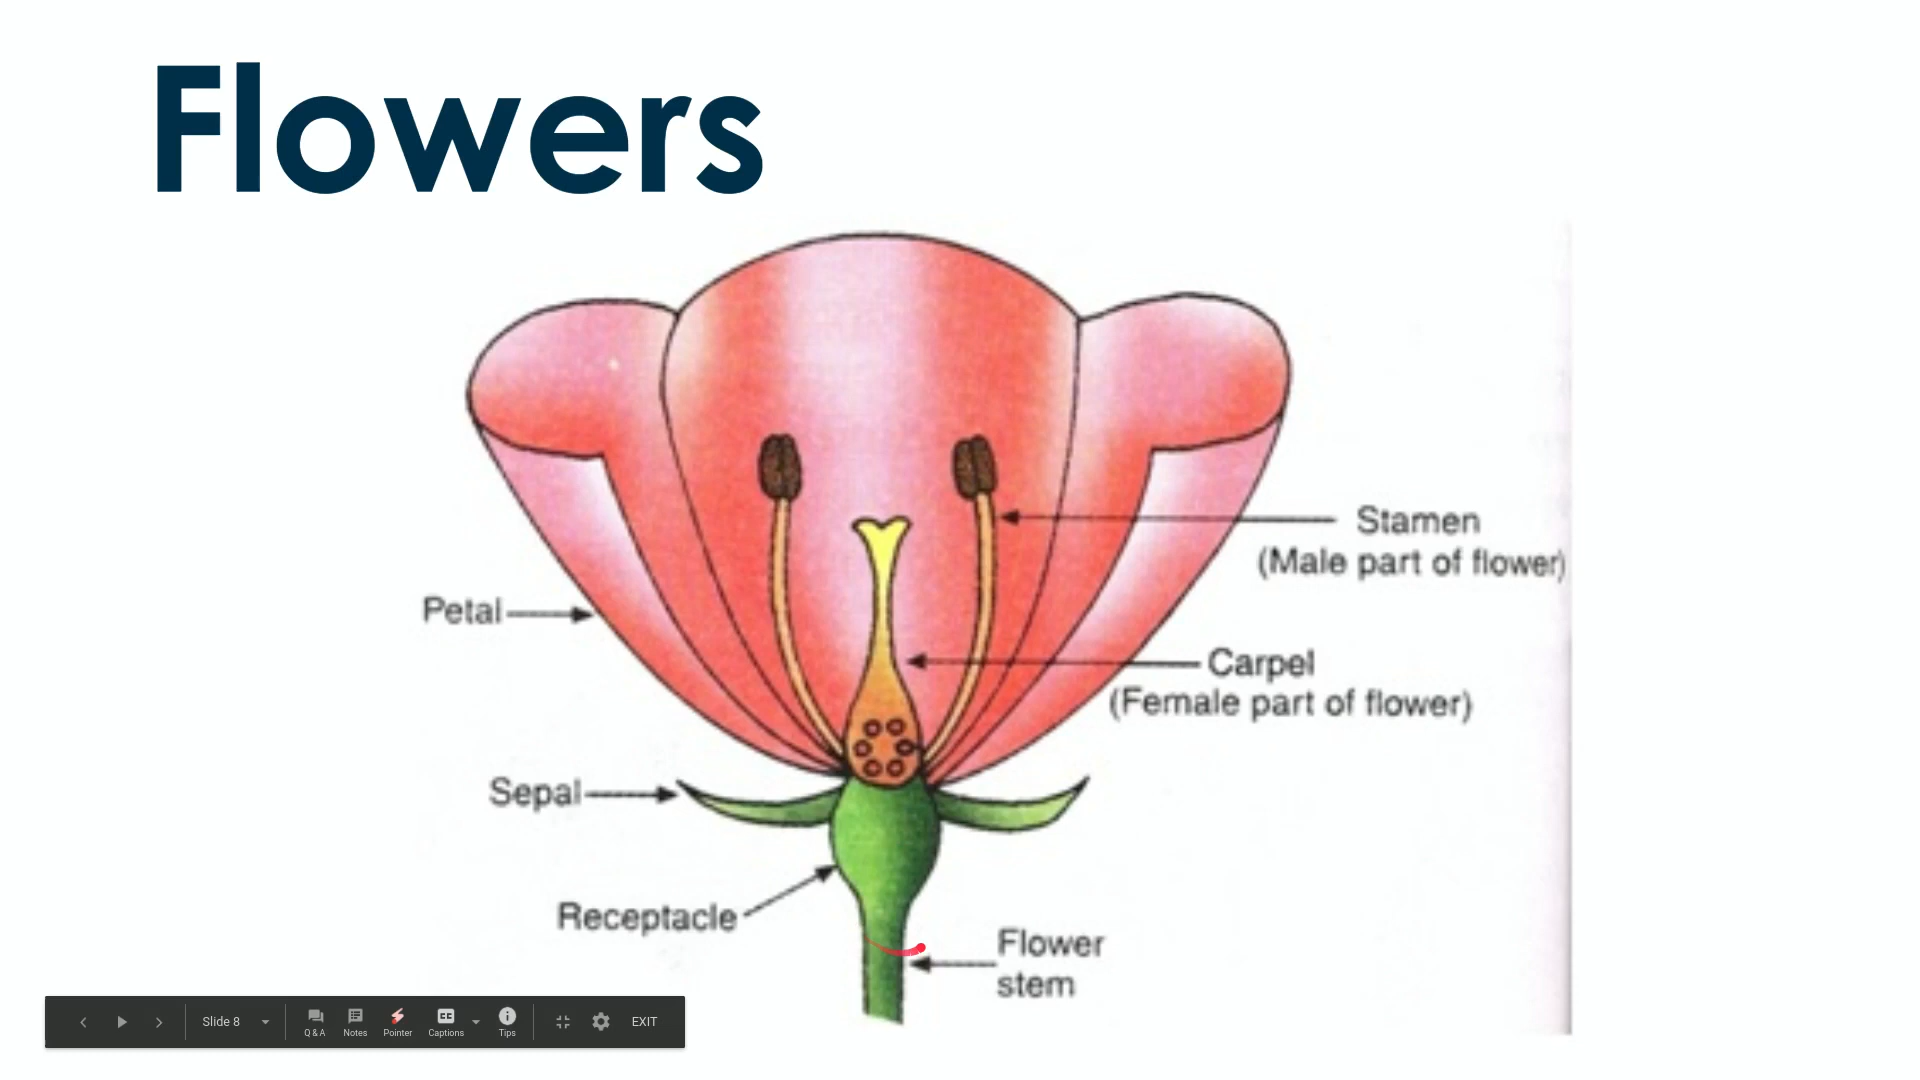 Flowers
Stamen
(Male part of flower)
Petal
Carpel
(Female part of flower)
Sepal
Receptacle
Flower
stem
Slide 8
Q & A
Notes
Pointer
Captions
Tips
EXIT